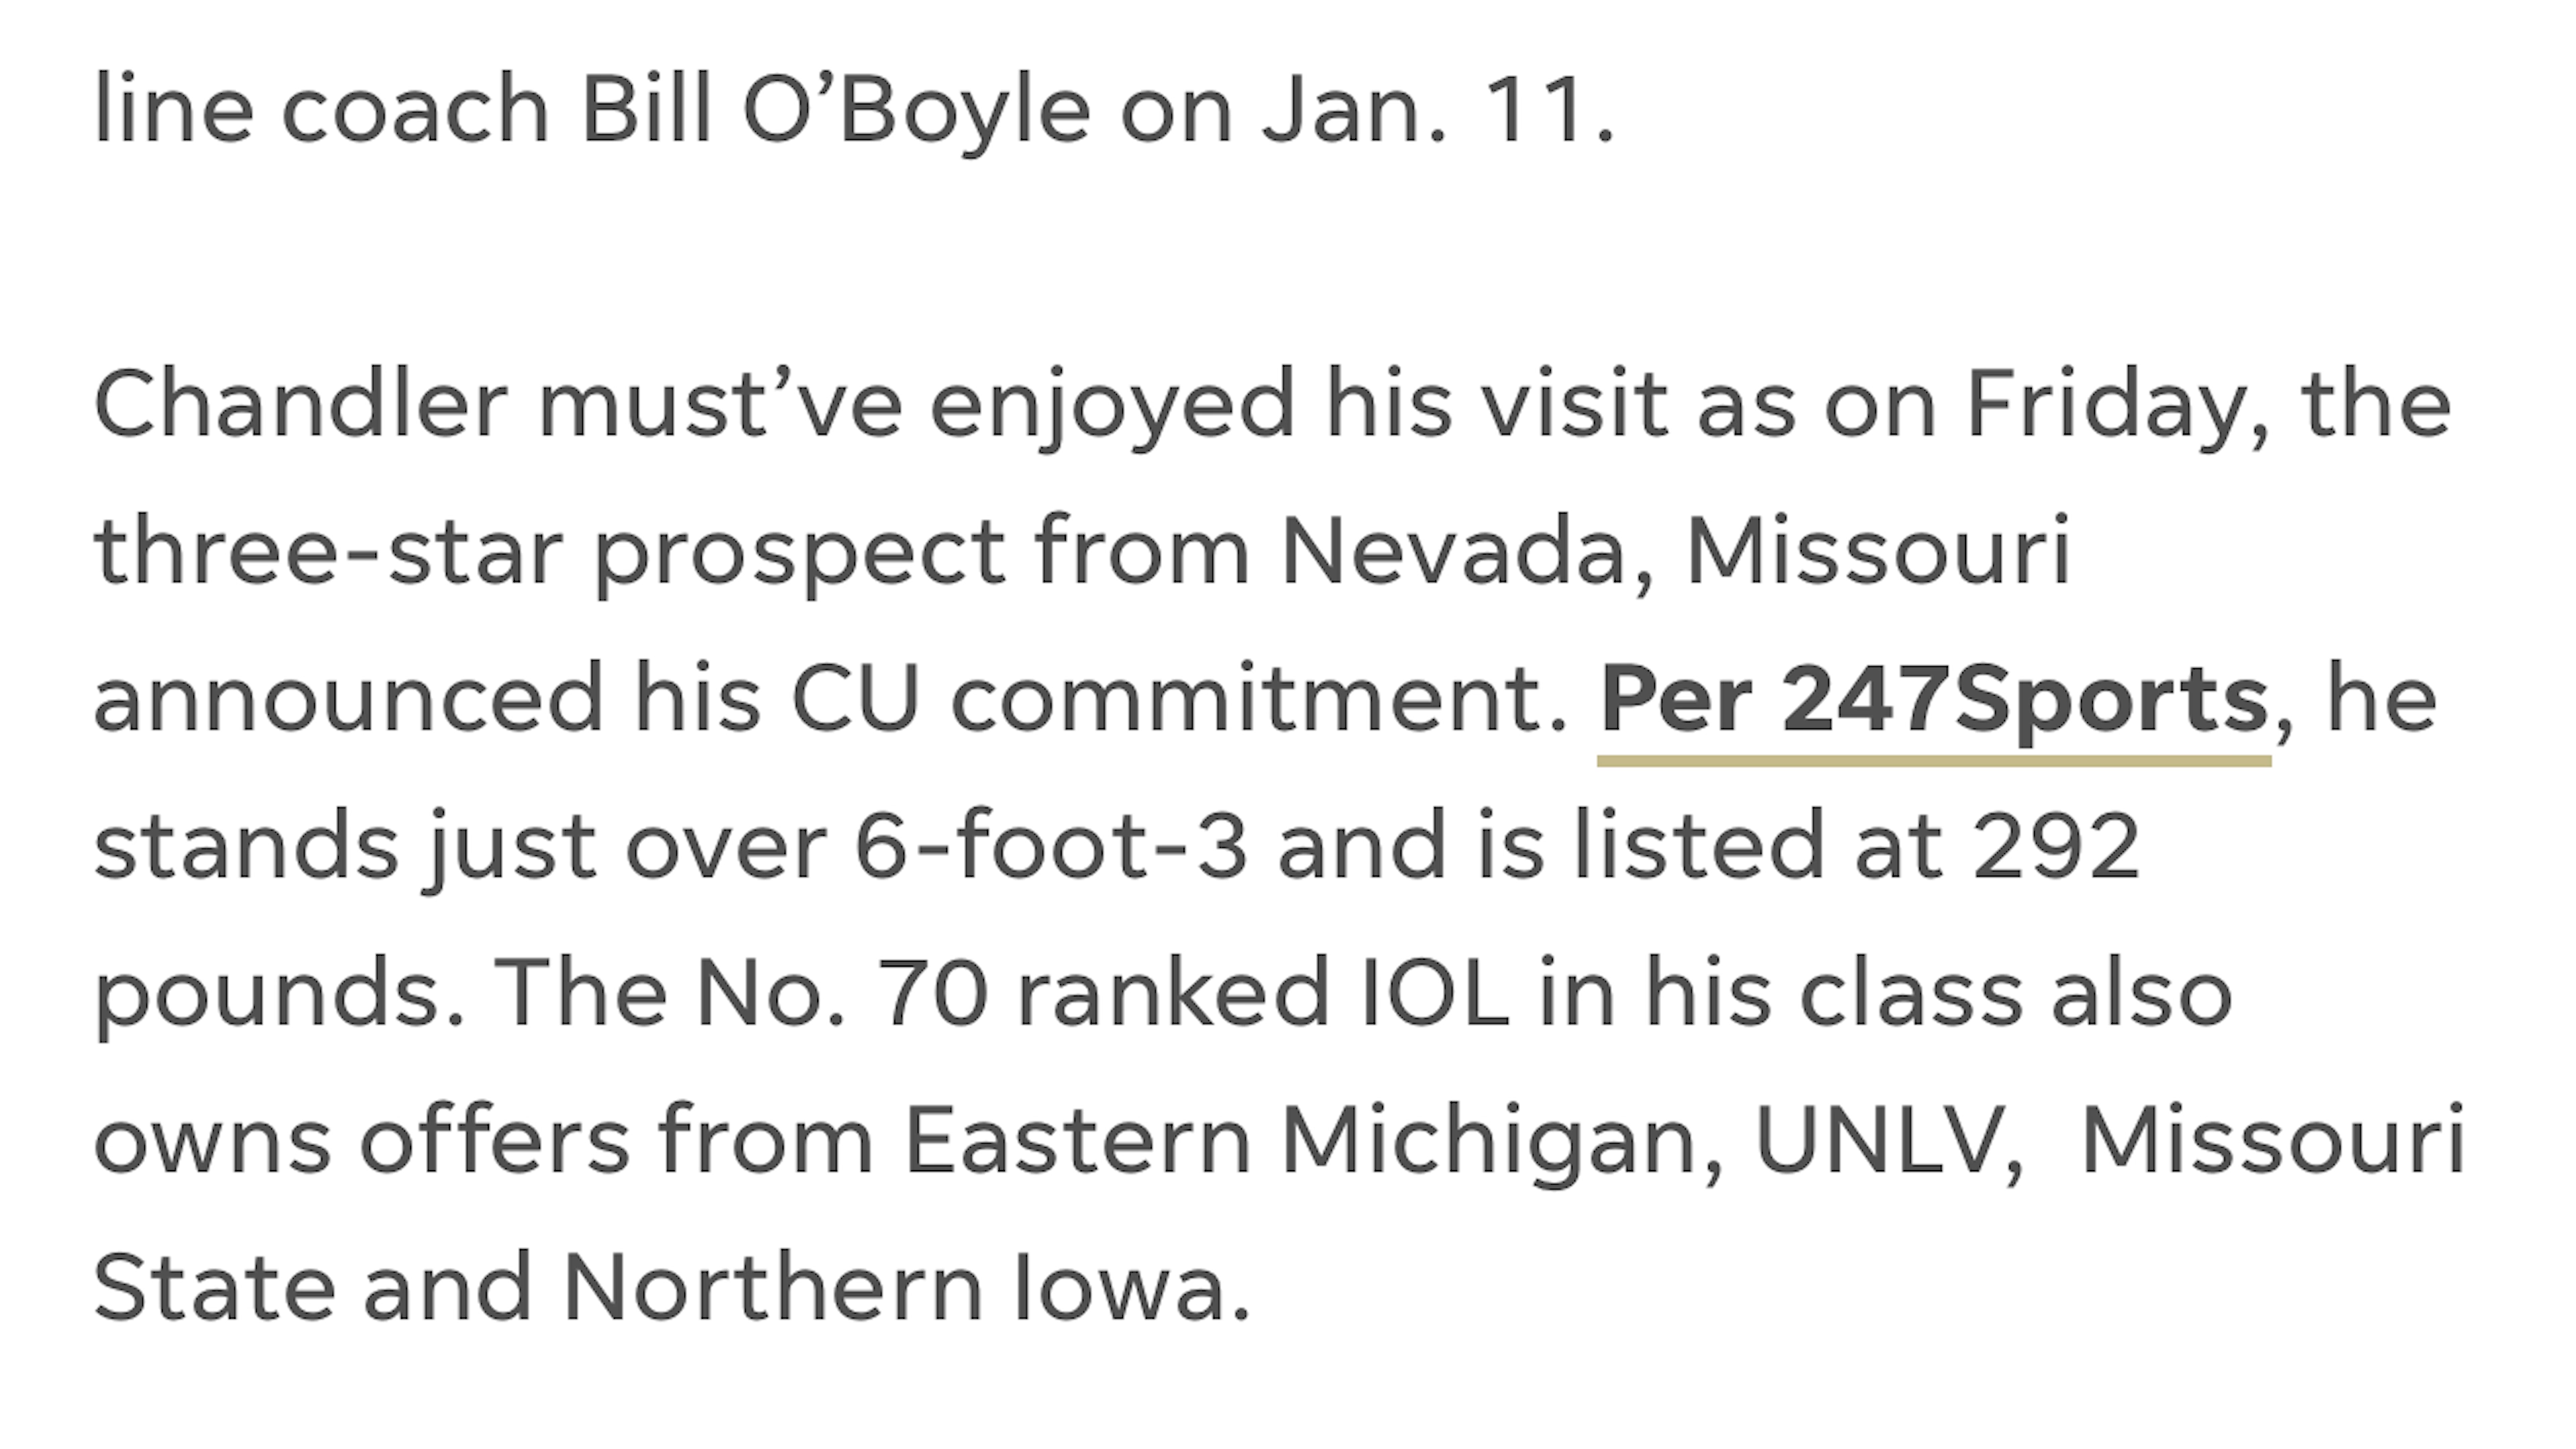 line coach Bill O’Boyle on Jan. 11.
Chandler must’ve enjoyed his visit as on Friday, the
three-star prospect from Nevada, Missouri
announced his CU commitment. Per 247Sports, he
stands just over 6-foot-3 and is listed at 292
pounds. The No. 70 ranked IOL in his class also
owns offers from Eastern Michigan, UNLV,  Missouri
State and Northern Iowa.